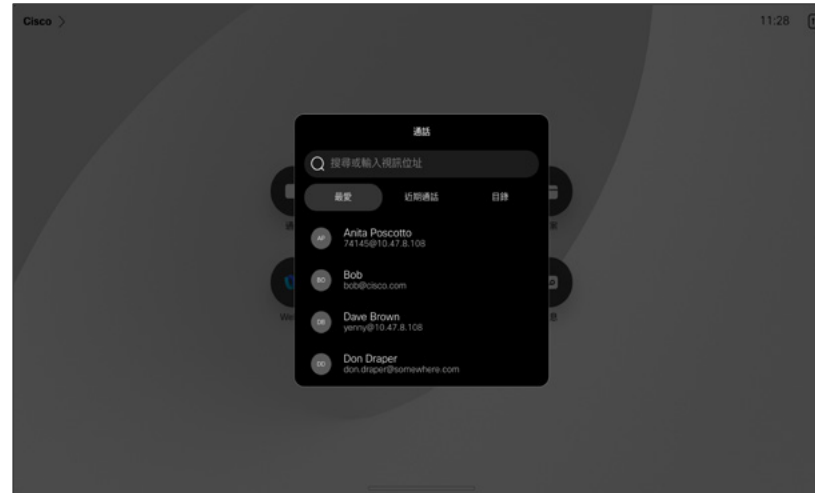 Cisco
11:28
通話
搜尋或輸入視訊位址
最愛
近期通話
目錄
AP
Anita Poscotto
74145@10.47.8.108
BO
Bob
bob@cisco.com
DB
Dave Brown
yenny@10.47.8.108
DD
Don Draper
don.draper@somewhere.com